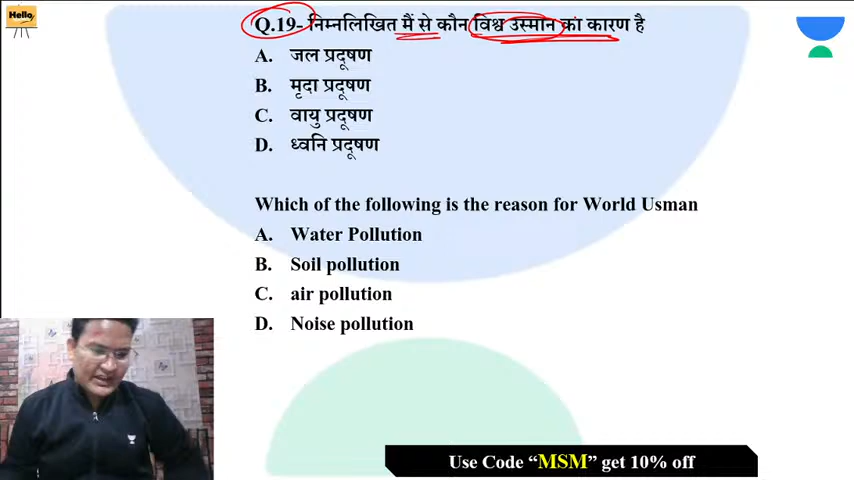 Hello
Q.19- निम्नलिखित मैं से कौन विश्व उस्मान का कारण है
A. जल प्रदूषण
B. मृदा प्रदूषण
C. वायु प्रदूषण
D. ध्वनि प्रदूषण
Which of the following is the reason for World Usman
A. Water Pollution
B. Soil pollution
C. air pollution
D. Noise pollution
Use Code “MSM” get 10% off